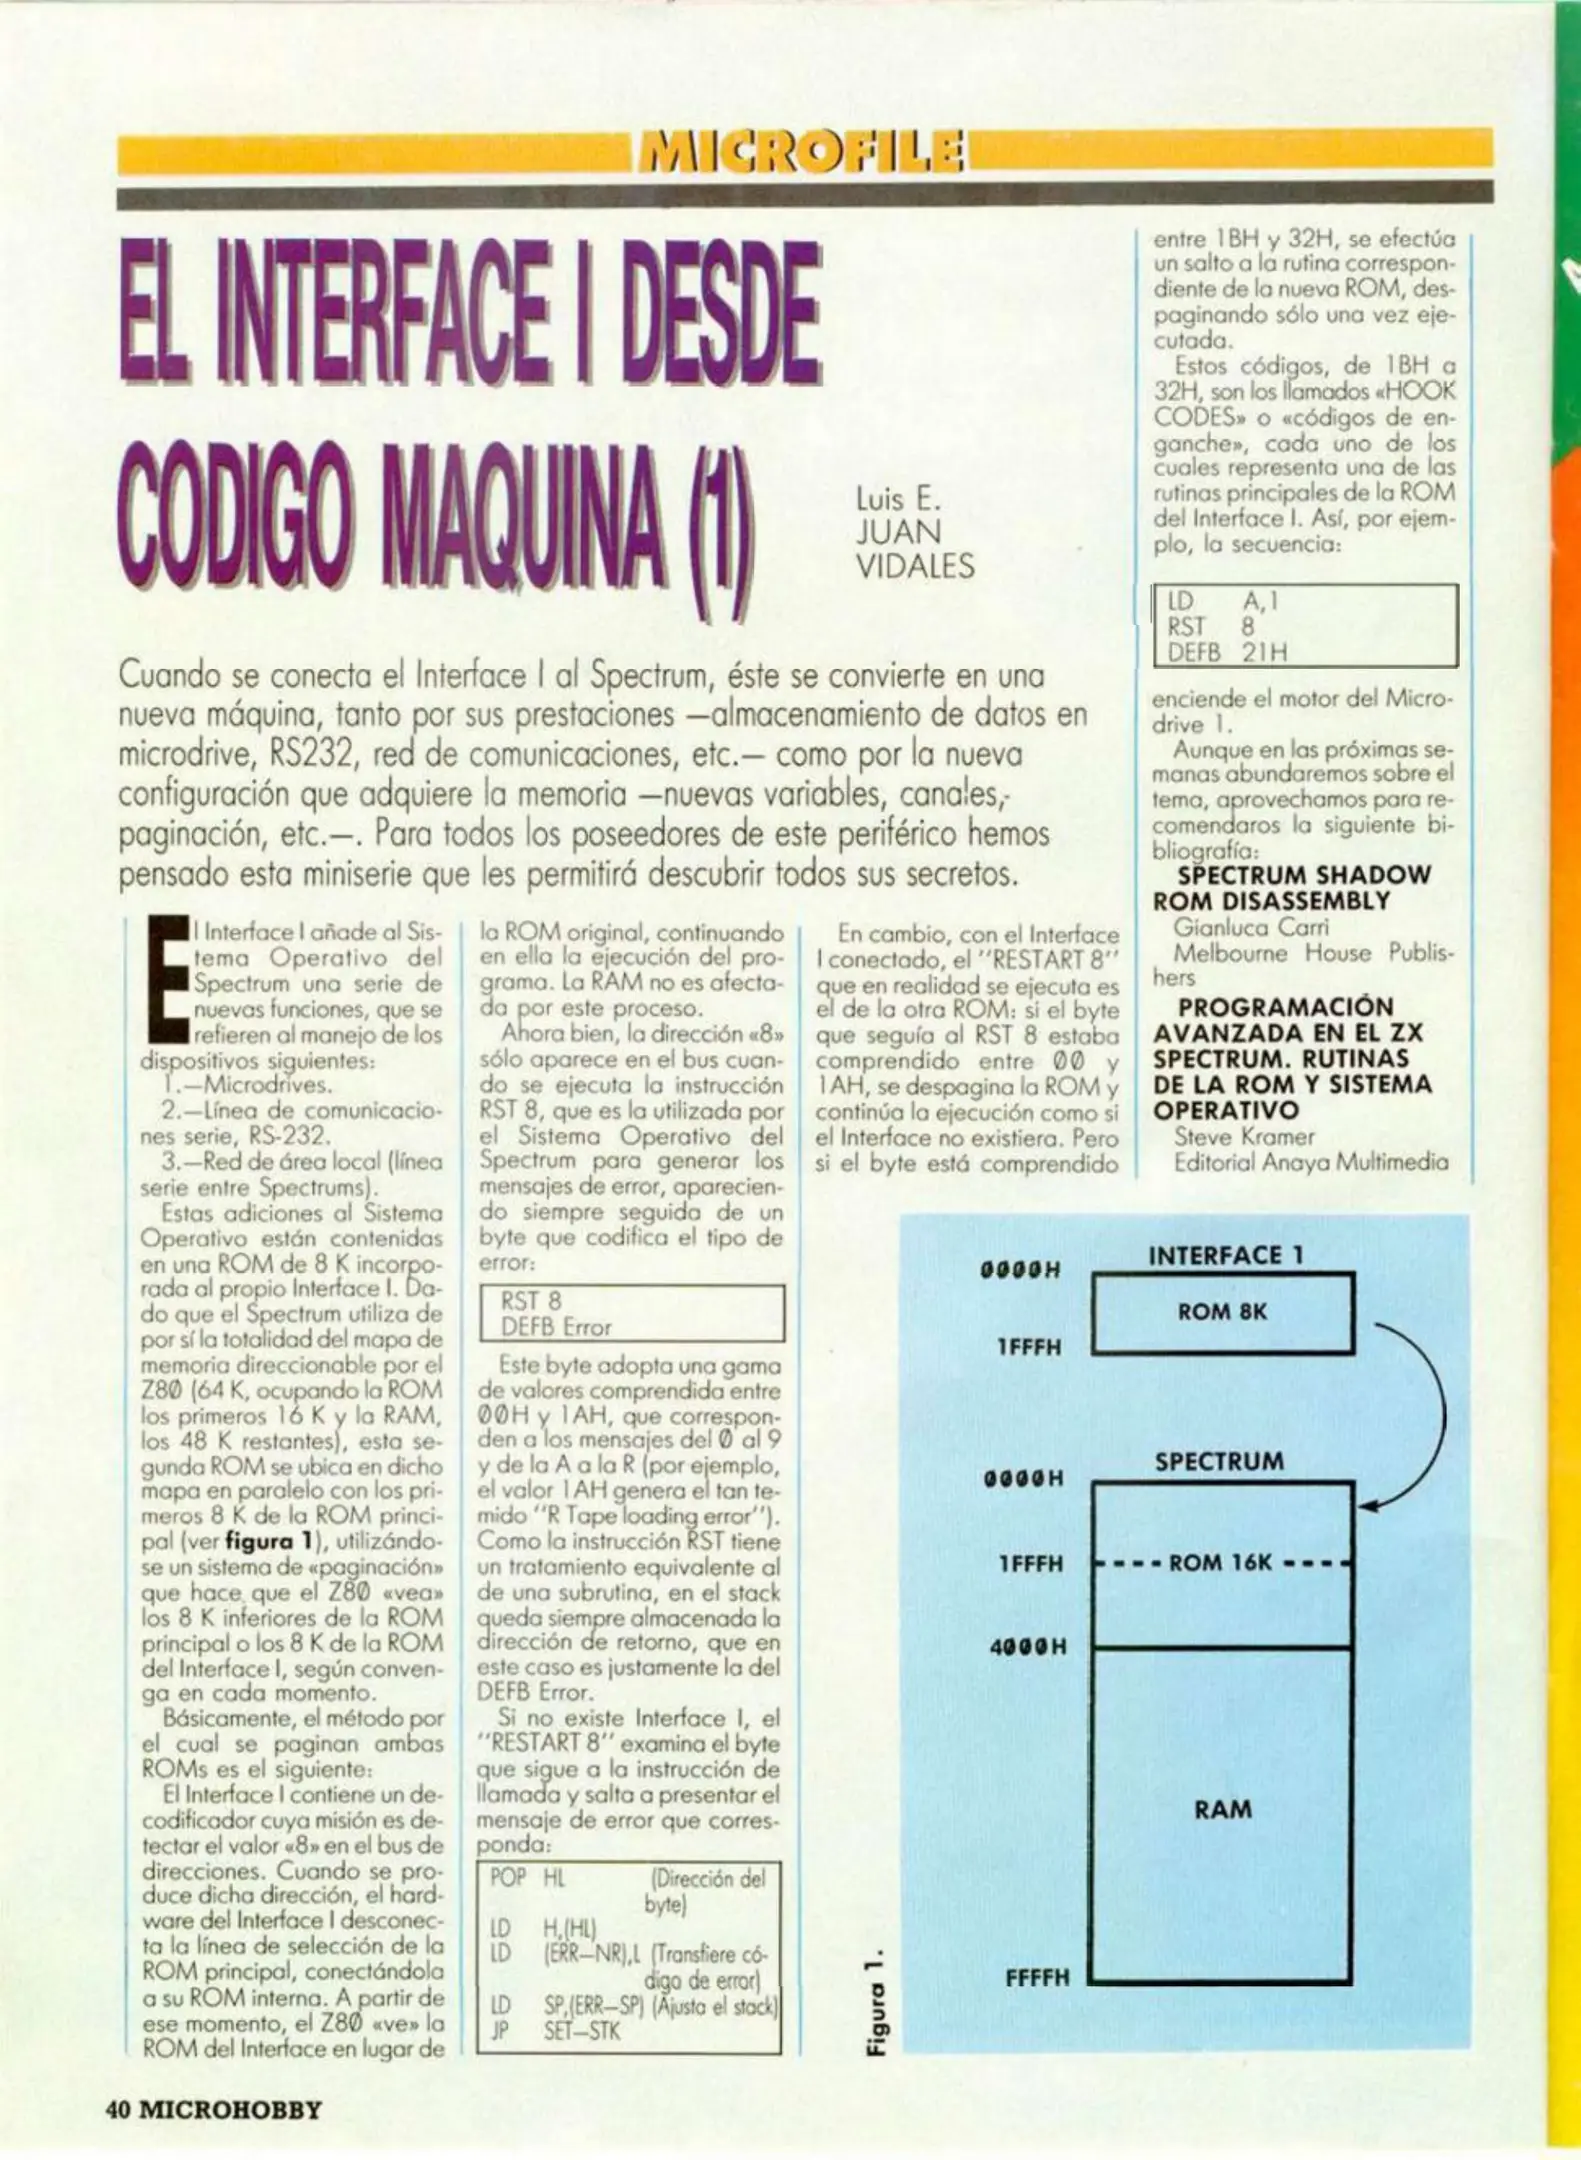 MICROFILE
EL INTERFACE I DESDE
CODIGO MAQUINA (1)
Luis E.
JUAN
VIDALES
Cuando se conecta el Interface I al Spectrum, éste se convierte en una
nueva máquina, tanto por sus prestaciones —almacenamiento de datos en
microdrive, RS232, red de comunicaciones, etc.— como por la nueva
configuración que adquiere la memoria —nuevas variables, canales,
paginación, etc.—. Para todos los poseedores de este periférico hemos
pensado esta miniserie que les permitirá descubrir todos sus secretos.
El Interface I añade al Sis-
tema Operativo del
Spectrum una serie de
nuevas funciones, que se
refieren al manejo de los
dispositivos siguientes:
1.—Microdrives.
2.—Línea de comunicacio-
nes serie, RS-232.
3.—Red de área local (línea
serie entre Spectrums).
Estas adiciones al Sistema
Operativo están contenidas
en una ROM de 8 K incorpo-
rada al propio Interface I. Da-
do que el Spectrum utiliza de
por sí la totalidad del mapa de
memoria direccionable por el
Z80 (64 K, ocupando la ROM
los primeros 16 K y la RAM,
los 48 K restantes), esta se-
gunda ROM se ubica en dicho
mapa en paralelo con los pri-
meros 8 K de la ROM princi-
pal (ver figura 1), utilizándo-
se un sistema de «paginación»
que hace que el Z80 «vea»
los 8 K inferiores de la ROM
principal o los 8 K de la ROM
del Interface I, según conven-
ga en cada momento.
Básicamente, el método por
el cual se paginan ambas
ROMs es el siguiente:
El Interface I contiene un de-
codificador cuya misión es de-
tectar el valor «8» en el bus de
direcciones. Cuando se pro-
duce dicha dirección, el hard-
ware del Interface I desconec-
ta la línea de selección de la
ROM principal, conectándola
a su ROM interna. A partir de
ese momento, el Z80 «ve» la
ROM del Interface en lugar de
la ROM original, continuando
en ella la ejecución del pro-
grama. La RAM no es afecta-
da por este proceso.
Ahora bien, la dirección «8»
sólo aparece en el bus cuan-
do se ejecuta la instrucción
RST 8, que es la utilizada por
el Sistema Operativo del
Spectrum para generar los
mensajes de error, aparecien-
do siempre seguida de un
byte que codifica el tipo de
error:
RST 8
DEFB Error
Este byte adopta una gama
de valores comprendida entre
00H y 1AH, que correspon-
den a los mensajes del 0 al 9
y de la A a la R (por ejemplo,
el valor 1AH genera el tan te-
mido "R Tape loading error").
Como la instrucción RST tiene
un tratamiento equivalente al
de una subrutina, en el stack
queda siempre almacenada la
dirección de retorno, que en
este caso es justamente la del
DEFB Error.
Si no existe Interface I, el
"RESTART 8" examina el byte
que sigue a la instrucción de
llamada y salta a presentar el
mensaje de error que corres-
ponda:
POP HL (Dirección del
byte)
LD H,(HL)
LD (ERR—NR),L (Transfiere có-
digo de error)
LD SP,(ERR—SP) (Ajusta el stack)
JP SET—STK
En cambio, con el Interface
I conectado, el "RESTART 8"
que en realidad se ejecuta es
el de la otra ROM: si el byte
que seguía al RST 8 estaba
comprendido entre 00 y
1AH, se despagina la ROM y
continúa la ejecución como si
el Interface no existiera. Pero
si el byte está comprendido
entre 1BH y 32H, se efectúa
un salto a la rutina correspon-
diente de la nueva ROM, des-
paginando sólo una vez eje-
cutada.
Estos códigos, de 1BH a
32H, son los llamados «HOOK
CODES» o «códigos de en-
ganche», cada uno de los
cuales representa una de las
rutinas principales de la ROM
del Interface I. Así, por ejem-
plo, la secuencia:
LD A,1
RST 8
DEFB 21H
enciende el motor del Micro-
drive 1.
Aunque en las próximas se-
manas abundaremos sobre el
tema, aprovechamos para re-
comendaros la siguiente bi-
bliografía:
SPECTRUM SHADOW
ROM DISASSEMBLY
Gianluca Carri
Melbourne House Publis-
hers
PROGRAMACIÓN
AVANZADA EN EL ZX
SPECTRUM. RUTINAS
DE LA ROM Y SISTEMA
OPERATIVO
Steve Kramer
Editorial Anaya Multimedia
INTERFACE 1
0000H
ROM 8K
1FFFH
SPECTRUM
0000H
1FFFH
ROM 16K
4000H
RAM
FFFFH
Figura 1.
40 MICROHOBBY